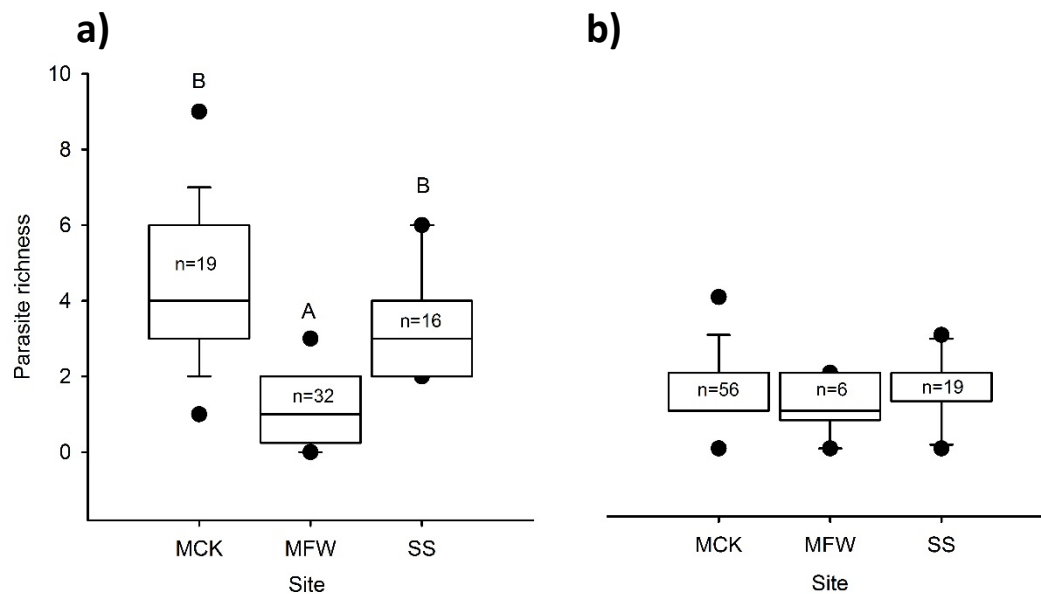 a)
b)
10
8
6
4
2
0
Parasite richness
B
A
B
n=19
n=32
n=16
MCK MFW SS
Site
n=56
n=6
n=19
MCK MFW SS
Site